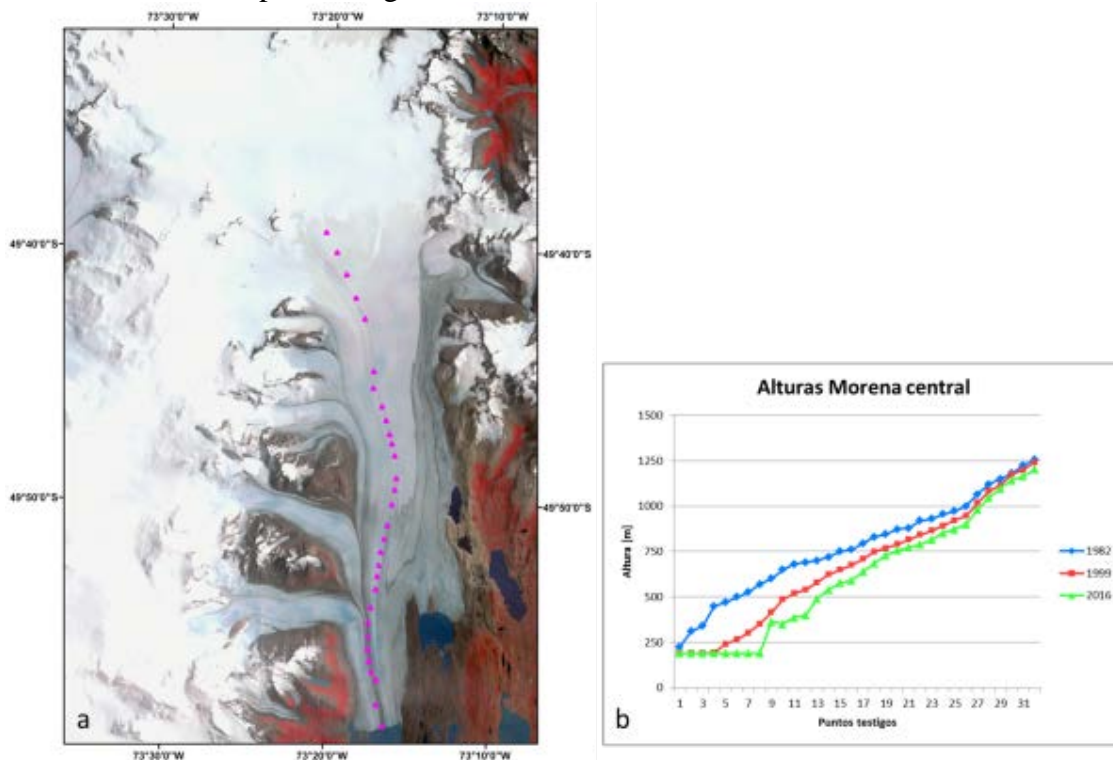 73°30'0"W 73°20'0"W 73°10'0"W
49°40'0"S 49°40'0"S
49°50'0"S 49°50'0"S
a
73°30'0"W 73°20'0"W 73°10'0"W
Alturas Morena central
1500
1250
1000
750
500
250
0
Altura [m]
1 3 5 7 9 11 13 15 17 19 21 23 25 27 29 31
Puntos testigos
1982
1999
2016
b